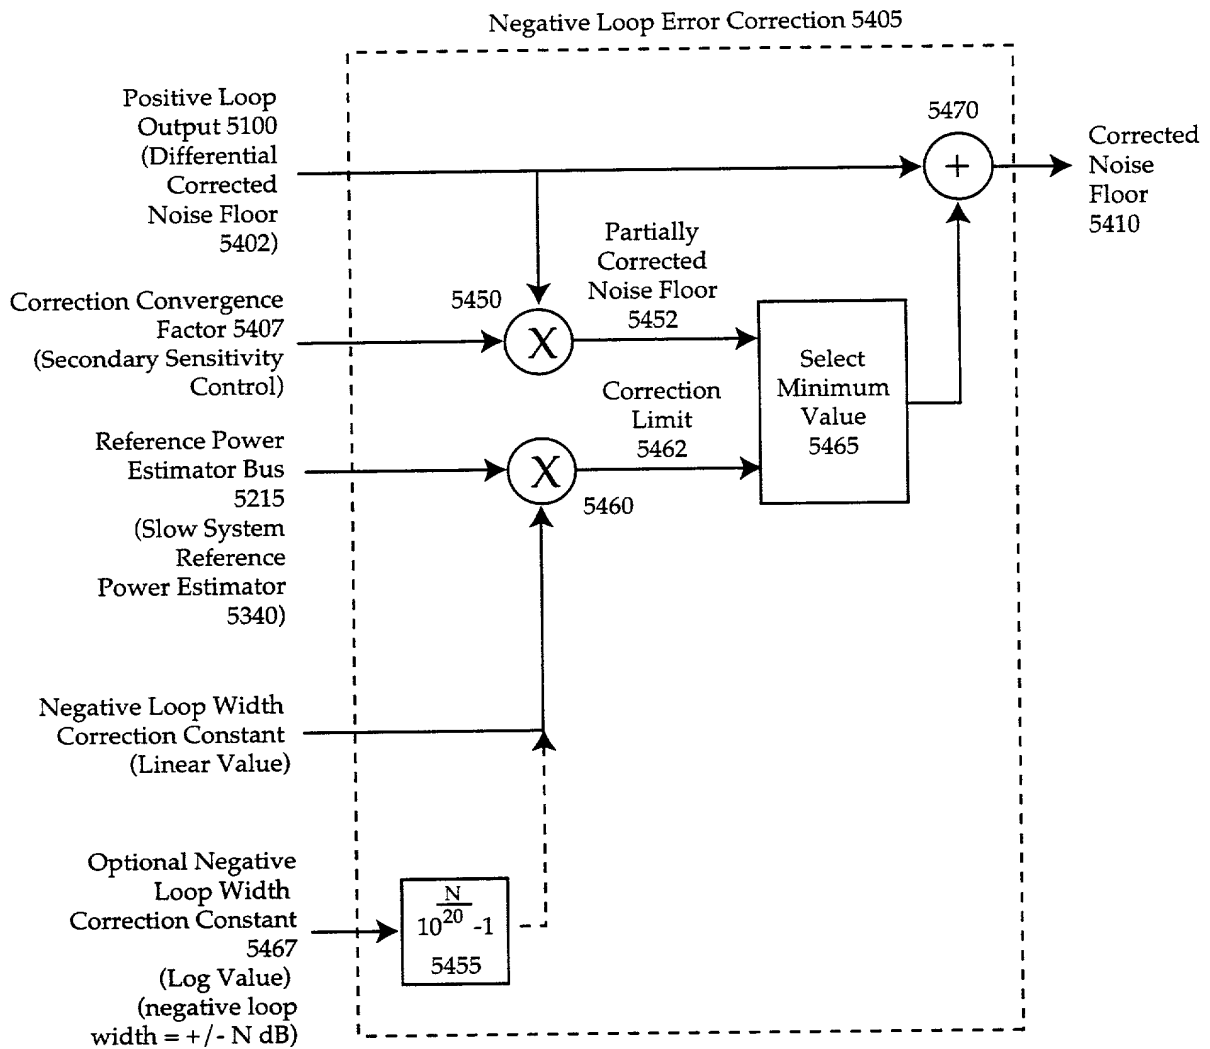 Negative Loop Error Correction 5405
Positive Loop
Output 5100
(Differential
Corrected
Noise Floor
5402)
5470
+
Corrected
Noise
Floor
5410
Partially
Corrected
Noise Floor
5452
Correction Convergence
Factor 5407
(Secondary Sensitivity
Control)
5450
X
Select
Minimum
Value
5465
Correction
Limit
5462
Reference Power
Estimator Bus
5215
(Slow System
Reference
Power Estimator
5340)
X
5460
Negative Loop Width
Correction Constant
(Linear Value)
Optional Negative
Loop Width
Correction Constant
5467
(Log Value)
(negative loop
width = +/- N dB)
N
10 20 -1
5455